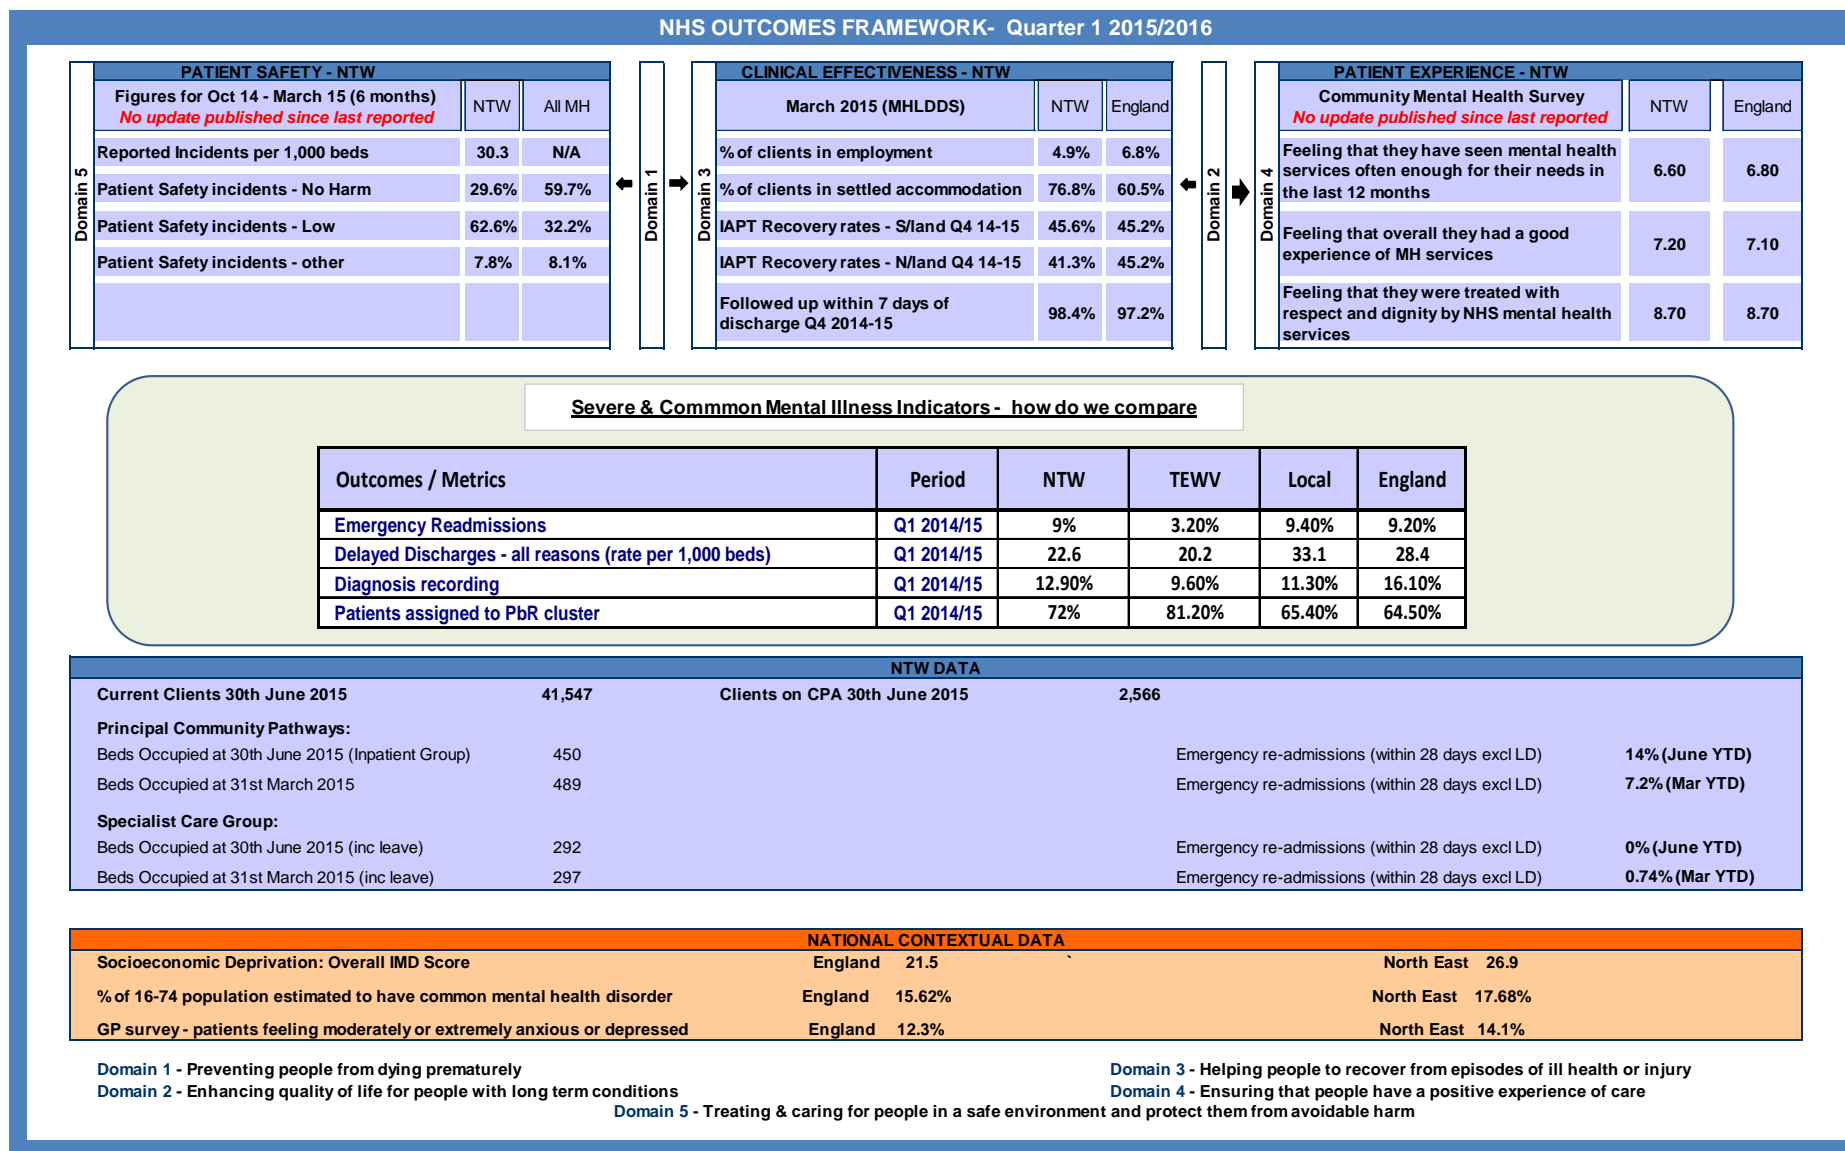 NHS OUTCOMES FRAMEWORK- Quarter 1 2015/2016
Domain 5
PATIENT SAFETY - NTW
Figures for Oct 14 - March 15 (6 months)
No update published since last reported
NTW
All MH
Reported Incidents per 1,000 beds 30.3 N/A
Patient Safety incidents - No Harm 29.6% 59.7%
Patient Safety incidents - Low 62.6% 32.2%
Patient Safety incidents - other 7.8% 8.1%
Domain 1
Domain 3
CLINICAL EFFECTIVENESS - NTW
March 2015 (MHLDDS) NTW England
% of clients in employment 4.9% 6.8%
% of clients in settled accommodation 76.8% 60.5%
IAPT Recovery rates - S/land Q4 14-15 45.6% 45.2%
IAPT Recovery rates - N/land Q4 14-15 41.3% 45.2%
Followed up within 7 days of
discharge Q4 2014-15
98.4% 97.2%
Domain 2
Domain 4
PATIENT EXPERIENCE - NTW
Community Mental Health Survey
No update published since last reported
NTW
England
Feeling that they have seen mental health
services often enough for their needs in
the last 12 months
6.60 6.80
Feeling that overall they had a good
experience of MH services
7.20 7.10
Feeling that they were treated with
respect and dignity by NHS mental health
services
8.70 8.70
Severe & Commmon Mental Illness Indicators - how do we compare
Outcomes / Metrics Period NTW TEWV Local England
Emergency Readmissions Q1 2014/15 9% 3.20% 9.40% 9.20%
Delayed Discharges - all reasons (rate per 1,000 beds) Q1 2014/15 22.6 20.2 33.1 28.4
Diagnosis recording Q1 2014/15 12.90% 9.60% 11.30% 16.10%
Patients assigned to PbR cluster Q1 2014/15 72% 81.20% 65.40% 64.50%
NTW DATA
Current Clients 30th June 2015 41,547 Clients on CPA 30th June 2015 2,566
Principal Community Pathways:
Beds Occupied at 30th June 2015 (Inpatient Group) 450 Emergency re-admissions (within 28 days excl LD) 14% (June YTD)
Beds Occupied at 31st March 2015 489 Emergency re-admissions (within 28 days excl LD) 7.2% (Mar YTD)
Specialist Care Group:
Beds Occupied at 30th June 2015 (inc leave) 292 Emergency re-admissions (within 28 days excl LD) 0% (June YTD)
Beds Occupied at 31st March 2015 (inc leave) 297 Emergency re-admissions (within 28 days excl LD) 0.74% (Mar YTD)
NATIONAL CONTEXTUAL DATA
Socioeconomic Deprivation: Overall IMD Score England 21.5 ` North East 26.9
% of 16-74 population estimated to have common mental health disorder England 15.62% North East 17.68%
GP survey - patients feeling moderately or extremely anxious or depressed England 12.3% North East 14.1%
Domain 1 - Preventing people from dying prematurely
Domain 3 - Helping people to recover from episodes of ill health or injury
Domain 2 - Enhancing quality of life for people with long term conditions
Domain 4 - Ensuring that people have a positive experience of care
Domain 5 - Treating & caring for people in a safe environment and protect them from avoidable harm